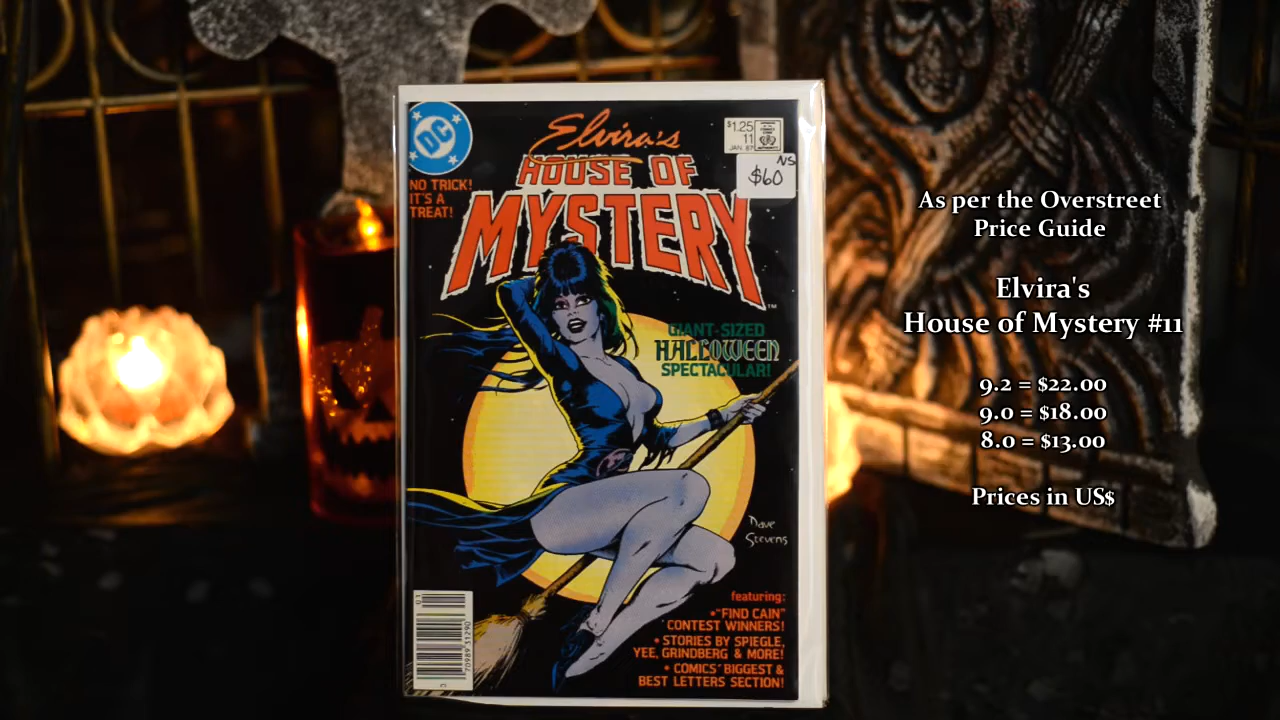 DC
Elvira's
HOUSE OF
MYSTERY
TM
$1.25
11
JAN. 87
NS
$60
NO TRICK!
IT'S A
TREAT!
GIANT-SIZED
HALLOWEEN
SPECTACULAR!
Dave
Stevens
featuring:
• "FIND CAIN"
CONTEST WINNERS!
• STORIES BY SPIEGLE,
YEE, GRINDBERG & MORE!
• COMICS' BIGGEST &
BEST LETTERS SECTION!
70989 31290
As per the Overstreet
Price Guide
Elvira's
House of Mystery #11
9.2 = $22.00
9.0 = $18.00
8.0 = $13.00
Prices in US$